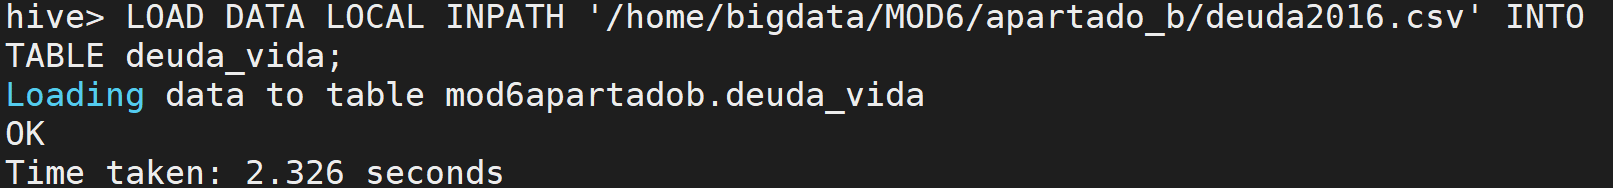 hive> LOAD DATA LOCAL INPATH '/home/bigdata/MOD6/apartado_b/deuda2016.csv' INTO
TABLE deuda_vida;
Loading data to table mod6apartadob.deuda_vida
OK
Time taken: 2.326 seconds